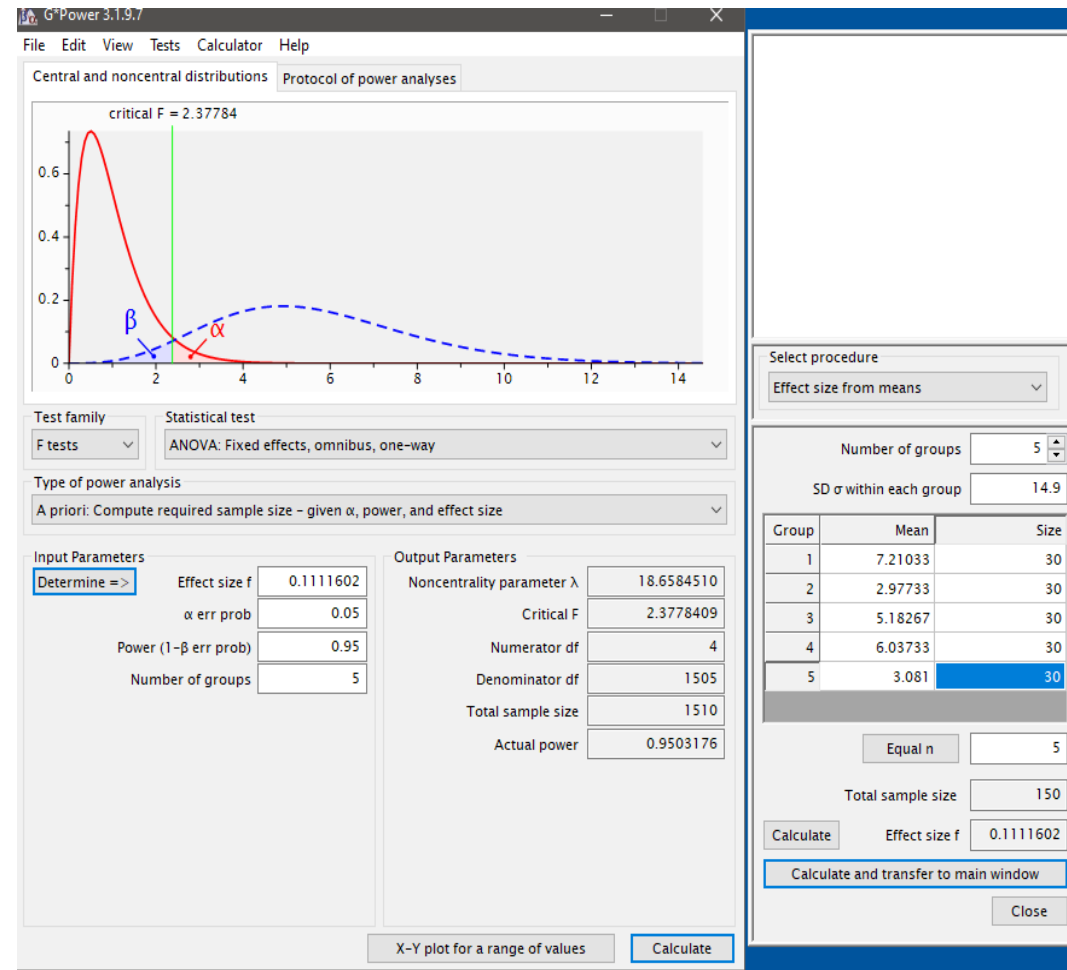 G*Power 3.1.9.7
File Edit View Tests Calculator Help
Central and noncentral distributions Protocol of power analyses
critical F = 2.37784
0.6
0.4
0.2
0
β
α
0 2 4 6 8 10 12 14
Test family
Statistical test
F tests
ANOVA: Fixed effects, omnibus, one-way
Type of power analysis
A priori: Compute required sample size - given α, power, and effect size
Input Parameters
Determine =>
Effect size f 0.1111602
α err prob 0.05
Power (1-β err prob) 0.95
Number of groups 5
Output Parameters
Noncentrality parameter λ 18.6584510
Critical F 2.3778409
Numerator df 4
Denominator df 1505
Total sample size 1510
Actual power 0.9503176
X-Y plot for a range of values
Calculate
Select procedure
Effect size from means
Number of groups 5
SD σ within each group 14.9
Group Mean Size
1 7.21033 30
2 2.97733 30
3 5.18267 30
4 6.03733 30
5 3.081 30
Equal n 5
Total sample size 150
Calculate Effect size f 0.1111602
Calculate and transfer to main window
Close